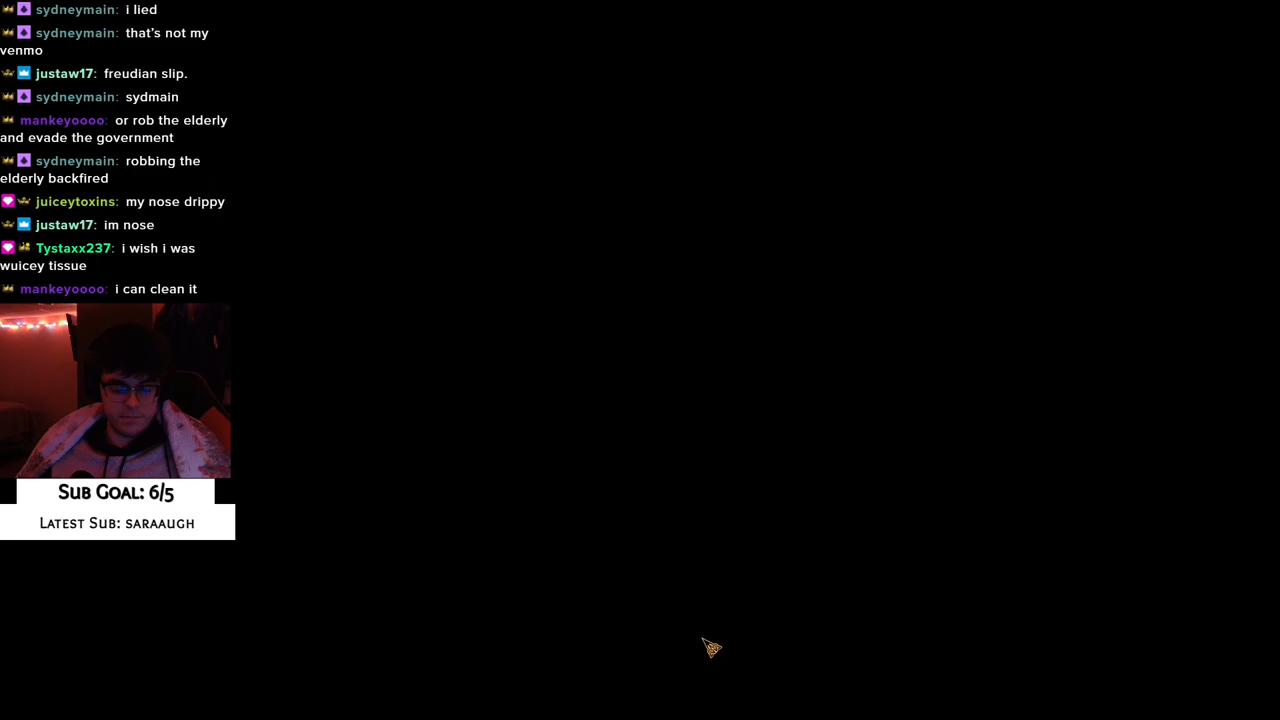 sydneymain: i lied
sydneymain: that's not my
venmo
justaw17: freudian slip.
sydneymain: sydmain
mankeyoooo: or rob the elderly
and evade the government
sydneymain: robbing the
elderly backfired
juiceytoxins: my nose drippy
justaw17: im nose
Tystaxx237: i wish i was
wuicey tissue
mankeyoooo: i can clean it
Sub Goal: 6/5
Latest Sub: saraaugh